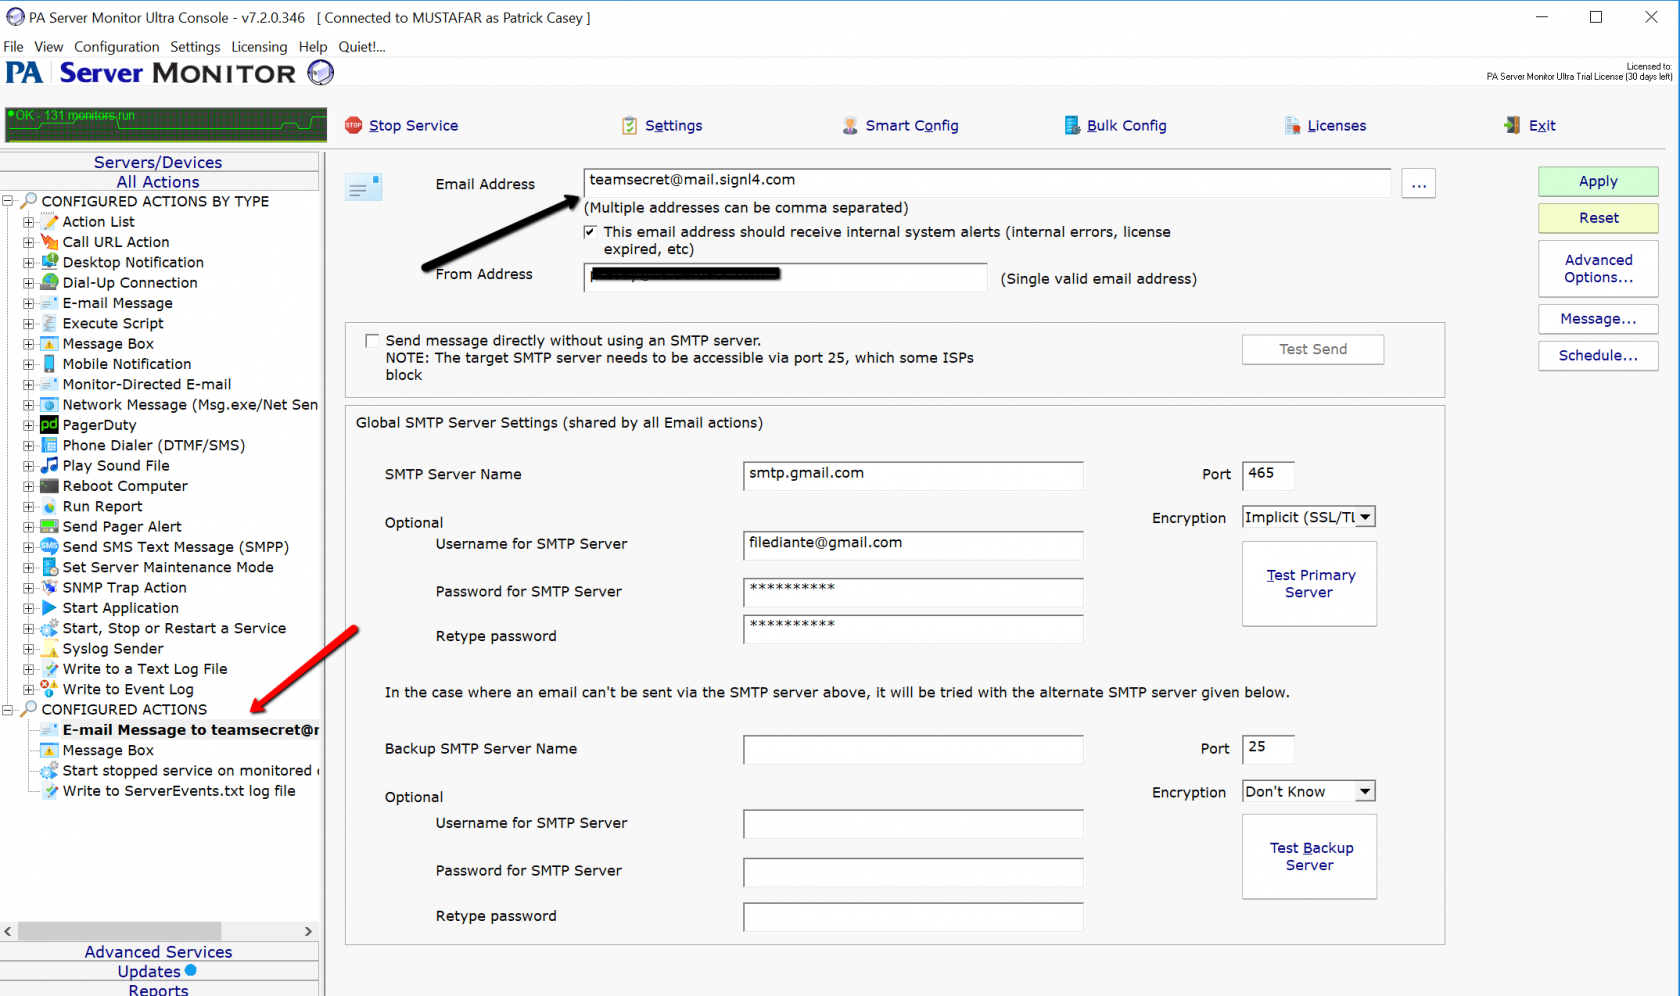 PA Server Monitor Ultra Console - v7.2.0.346 [ Connected to MUSTAFAR as Patrick Casey ]
File View Configuration Settings Licensing Help Quiet!...
PA Server MONITOR
Licensed to:
PA Server Monitor Ultra Trial License (30 days left)
OK - 131 monitors run
STOP Stop Service
Settings
Smart Config
Bulk Config
Licenses
Exit
Servers/Devices
All Actions
CONFIGURED ACTIONS BY TYPE
Action List
Call URL Action
Desktop Notification
Dial-Up Connection
E-mail Message
Execute Script
Message Box
Mobile Notification
Monitor-Directed E-mail
Network Message (Msg.exe/Net Sen
pd PagerDuty
Phone Dialer (DTMF/SMS)
Play Sound File
Reboot Computer
Run Report
Send Pager Alert
SMS Send SMS Text Message (SMPP)
Set Server Maintenance Mode
SNMP Trap Action
Start Application
Start, Stop or Restart a Service
Syslog Sender
Write to a Text Log File
Write to Event Log
CONFIGURED ACTIONS
E-mail Message to teamsecret@
Message Box
Start stopped service on monitored
Write to ServerEvents.txt log file
Advanced Services
Updates
Reports
Email Address
teamsecret@mail.signl4.com
...
(Multiple addresses can be comma separated)
This email address should receive internal system alerts (internal errors, license
expired, etc)
From Address
(Single valid email address)
Apply
Reset
Advanced
Options...
Message...
Schedule...
Send message directly without using an SMTP server.
NOTE: The target SMTP server needs to be accessible via port 25, which some ISPs
block
Test Send
Global SMTP Server Settings (shared by all Email actions)
SMTP Server Name
smtp.gmail.com
Port
465
Optional
Encryption
Implicit (SSL/TL
Username for SMTP Server
filediante@gmail.com
Password for SMTP Server
**********
Test Primary
Server
Retype password
**********
In the case where an email can't be sent via the SMTP server above, it will be tried with the alternate SMTP server given below.
Backup SMTP Server Name
Port
25
Optional
Encryption
Don't Know
Username for SMTP Server
Password for SMTP Server
Test Backup
Server
Retype password